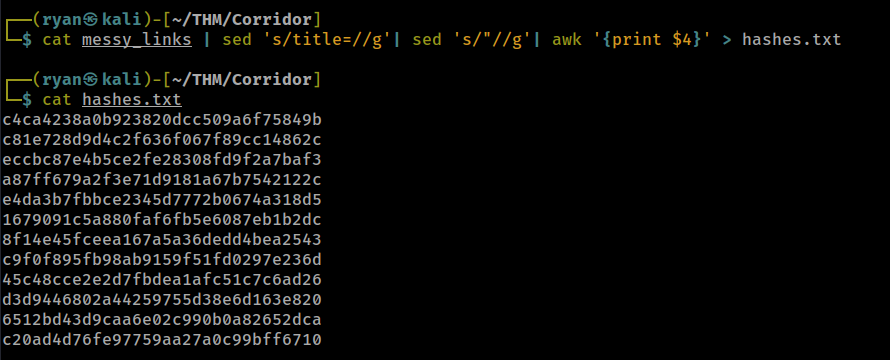 ┌──(ryan㉿kali)-[~/THM/Corridor]
└─$ cat messy_links | sed 's/title=//g'| sed 's/"//g'| awk '{print $4}' > hashes.txt
┌──(ryan㉿kali)-[~/THM/Corridor]
└─$ cat hashes.txt
c4ca4238a0b923820dcc509a6f75849b
c81e728d9d4c2f636f067f89cc14862c
eccbc87e4b5ce2fe28308fd9f2a7baf3
a87ff679a2f3e71d9181a67b7542122c
e4da3b7fbbce2345d7772b0674a318d5
1679091c5a880faf6fb5e6087eb1b2dc
8f14e45fceea167a5a36dedd4bea2543
c9f0f895fb98ab9159f51fd0297e236d
45c48cce2e2d7fbdea1afc51c7c6ad26
d3d9446802a44259755d38e6d163e820
6512bd43d9caa6e02c990b0a82652dca
c20ad4d76fe97759aa27a0c99bff6710